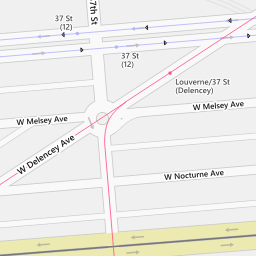 37 St
(12)
7th St
37 St
(12)
Louverne/37 St
(Delencey)
W Melsey Ave
W Melsey Ave
W Delencey Ave
W Nocturne Ave